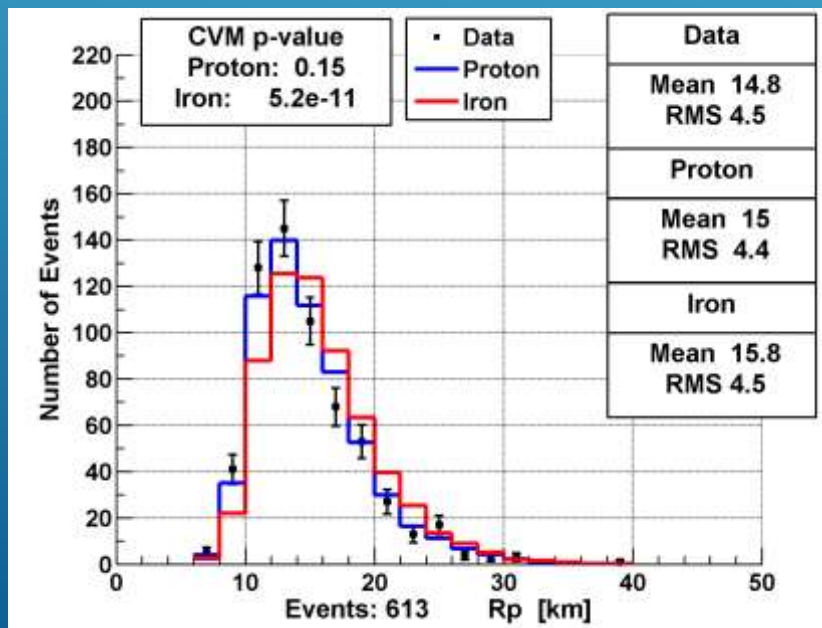 CVM p-value
Proton: 0.15
Iron: 5.2e-11
Data
Proton
Iron
Data
Mean 14.8
RMS 4.5
Proton
Mean 15
RMS 4.4
Iron
Mean 15.8
RMS 4.5
Number of Events
220
200
180
160
140
120
100
80
60
40
20
0
0 10 20 30 40 50
Events: 613 Rp [km]